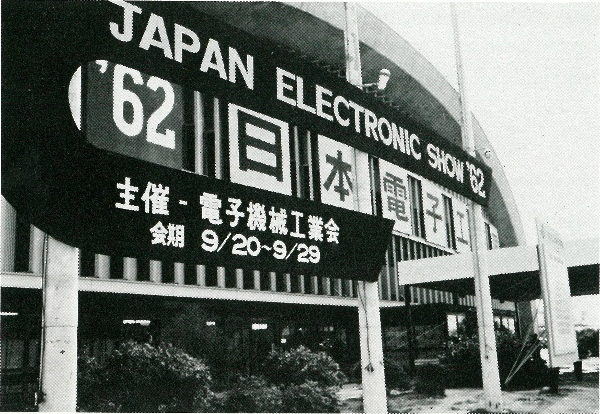 JAPAN ELECTRONIC SHOW '62
'62 日本電子工
主催-電子機械工業会
会期 9/20~9/29